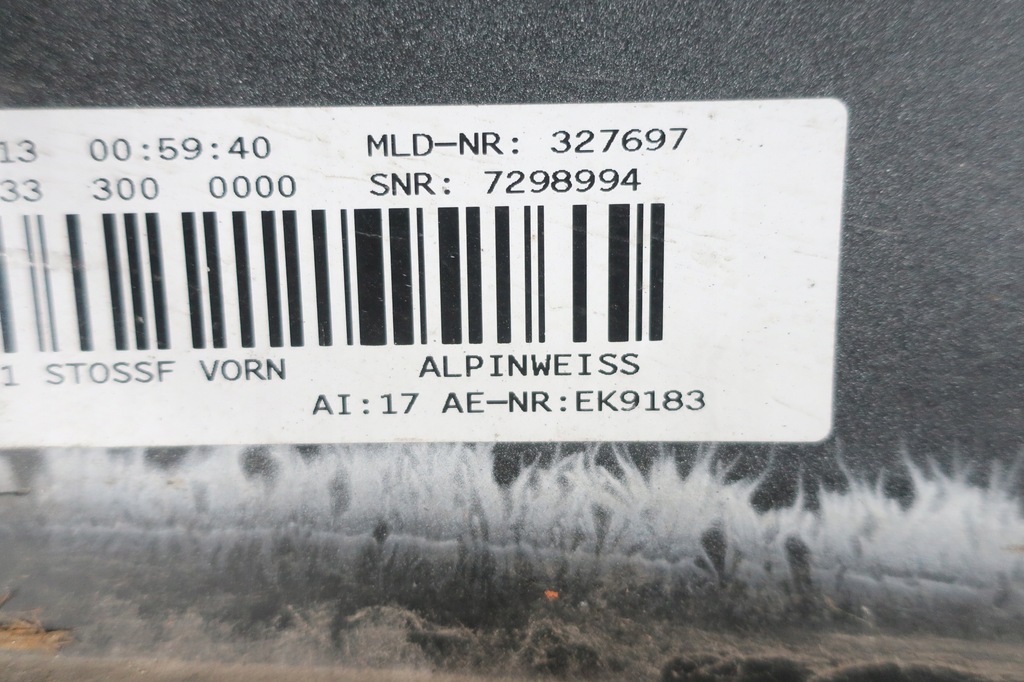 13 00:59:40 MLD-NR: 327697
33 300 0000 SNR: 7298994
1 STOSSF VORN ALPINWEISS
AI:17 AE-NR:EK9183